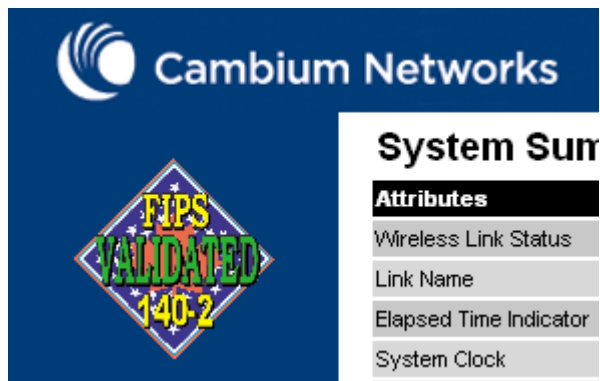 Cambium Networks
FIPS
VALIDATED
140-2
System Sum
Attributes
Wireless Link Status
Link Name
Elapsed Time Indicator
System Clock